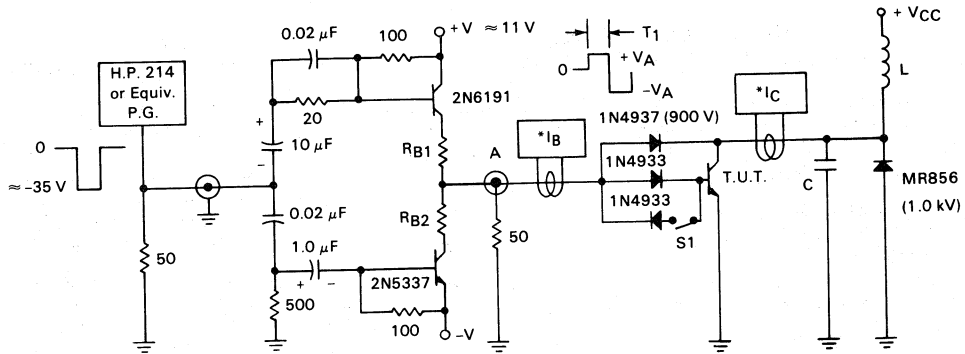 H.P. 214
or Equiv.
P.G.
0
≈ –35 V
50
0.02 μF
100
20
+
10 μF
–
0.02 μF
1.0 μF
+ –
500
100
+V ≈ 11 V
2N6191
RB1
RB2
2N5337
–V
A
50
*IB
T1
0
+ VA
–VA
1N4937 (900 V)
1N4933
1N4933
S1
T.U.T.
*IC
C
+ VCC
L
MR856
(1.0 kV)